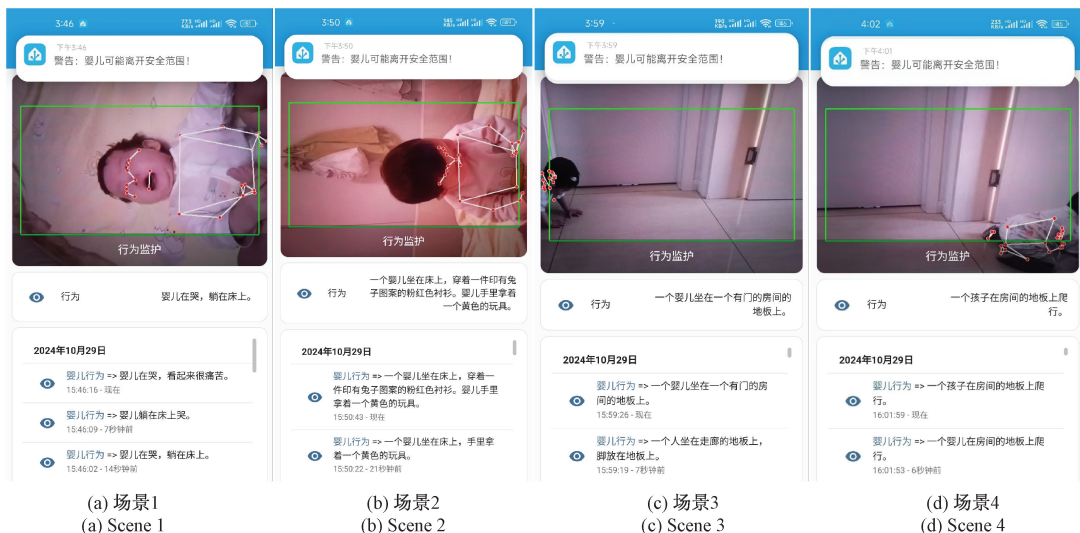 3:46
773 KB/s
下午3:46
警告：婴儿可能离开安全范围！
行为监护
行为
婴儿在哭，躺在床上。
2024年10月29日
婴儿行为 => 婴儿在哭，看起来很痛苦。
15:46:16 - 现在
婴儿行为 => 婴儿躺在床上哭。
15:46:09 - 7秒钟前
婴儿行为 => 婴儿在哭，躺在床上。
15:46:02 - 14秒钟前
(a) 场景1
(a) Scene 1
3:50
下午3:50
警告：婴儿可能离开安全范围！
行为监护
行为
一个婴儿坐在床上，穿着一件印有兔
子图案的粉红色衬衫。婴儿手里拿着
一个黄色的玩具。
2024年10月29日
婴儿行为 => 一个婴儿坐在床上，穿着一
件印有兔子图案的粉红色衬衫。婴儿手里
拿着一个黄色的玩具。
15:50:43 - 现在
婴儿行为 => 一个婴儿坐在床上，手里拿
着一个黄色的玩具。
15:50:22 - 21秒钟前
(b) 场景2
(b) Scene 2
3:59
下午3:59
警告：婴儿可能离开安全范围！
行为监护
行为
一个婴儿坐在一个有门的房间的
地板上。
2024年10月29日
婴儿行为 => 一个婴儿坐在一个有门的房
间的地板上。
15:59:26 - 现在
婴儿行为 => 一个人坐在走廊的地板上，
脚放在地板上。
15:59:19 - 7秒钟前
(c) 场景3
(c) Scene 3
4:02
下午4:01
警告：婴儿可能离开安全范围！
行为监护
行为
一个孩子在房间的地板上爬
行。
2024年10月29日
婴儿行为 => 一个孩子在房间的地板上爬
行。
16:01:59 - 现在
婴儿行为 => 一个婴儿在房间的地板上爬
行。
16:01:53 - 6秒钟前
(d) 场景4
(d) Scene 4